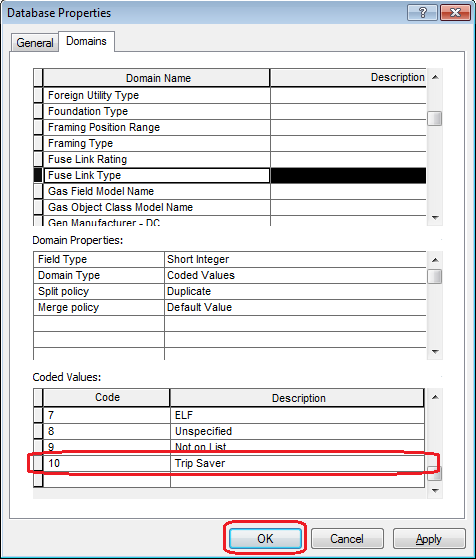 Database Properties
General Domains
Domain Name Description
Foreign Utility Type
Foundation Type
Framing Position Range
Framing Type
Fuse Link Rating
Fuse Link Type
Gas Field Model Name
Gas Object Class Model Name
Gen Manufacturer - DC
Domain Properties:
Field Type Short Integer
Domain Type Coded Values
Split policy Duplicate
Merge policy Default Value
Coded Values:
Code Description
7 ELF
8 Unspecified
9 Not on List
10 Trip Saver
OK Cancel Apply